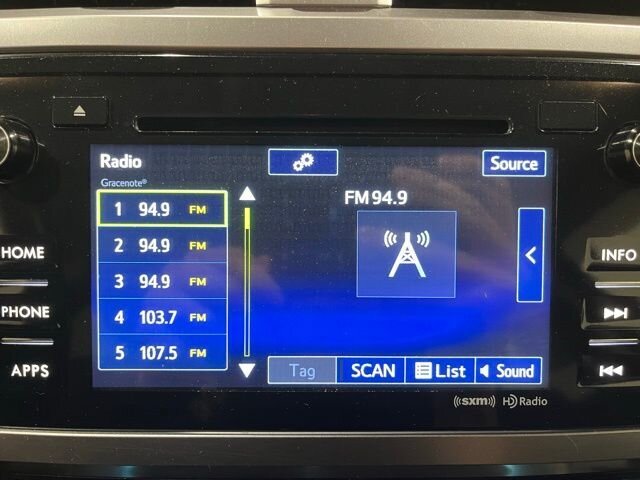 Radio
Source
Gracenote®
FM 94.9
1 94.9 FM
2 94.9 FM
3 94.9 FM
4 103.7 FM
5 107.5 FM
Tag SCAN List Sound
HOME
PHONE
APPS
INFO
((sxm)) HD Radio